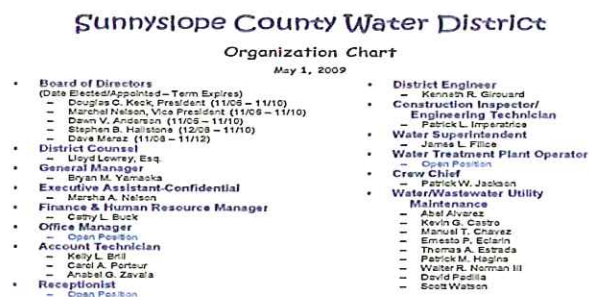 Sunnyslope County Water District
Organization Chart
May 1, 2009
• Board of Directors
(Date Elected/Appointed – Term Expires)
– Douglas C. Keck, President (11/06 – 11/10)
– Marchel Nelson, Vice President (11/06 – 11/10)
– Dawn V. Anderson (11/06 – 11/10)
– Stephen B. Hailstone (12/08 – 11/10)
– Dave Meraz (11/08 – 11/12)
• District Counsel
– Lloyd Lowrey, Esq.
• General Manager
– Bryan M. Yamaoka
• Executive Assistant-Confidential
– Marsha A. Nelson
• Finance & Human Resource Manager
– Cathy L. Buck
• Office Manager
– Open Position
• Account Technician
– Kelly L. Brill
– Carol A. Porteur
– Anabel G. Zavala
• Receptionist
– Open Position
• District Engineer
– Kenneth R. Girouard
• Construction Inspector/
Engineering Technician
– Patrick L. Imperatrice
• Water Superintendent
– James L. Filice
• Water Treatment Plant Operator
– Open Position
• Crew Chief
– Patrick W. Jackson
• Water/Wastewater Utility
Maintenance
– Abel Alvarez
– Kevin G. Castro
– Manuel T. Chavez
– Ernesto P. Eclarin
– Thomas A. Estrada
– Patrick M. Hagins
– Walter R. Norman III
– David Padilla
– Scott Watson